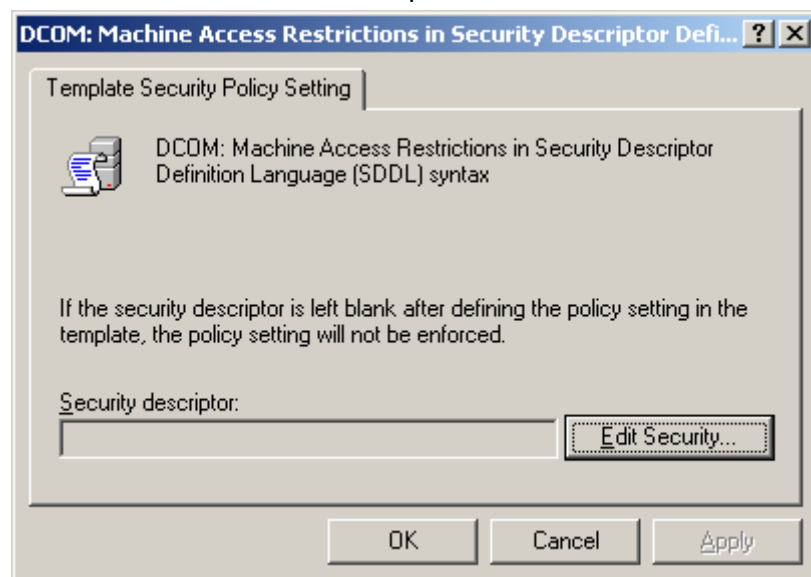 DCOM: Machine Access Restrictions in Security Descriptor Defi...
Template Security Policy Setting
DCOM: Machine Access Restrictions in Security Descriptor
Definition Language (SDDL) syntax
If the security descriptor is left blank after defining the policy setting in the
template, the policy setting will not be enforced.
Security descriptor:
Edit Security...
OK Cancel Apply